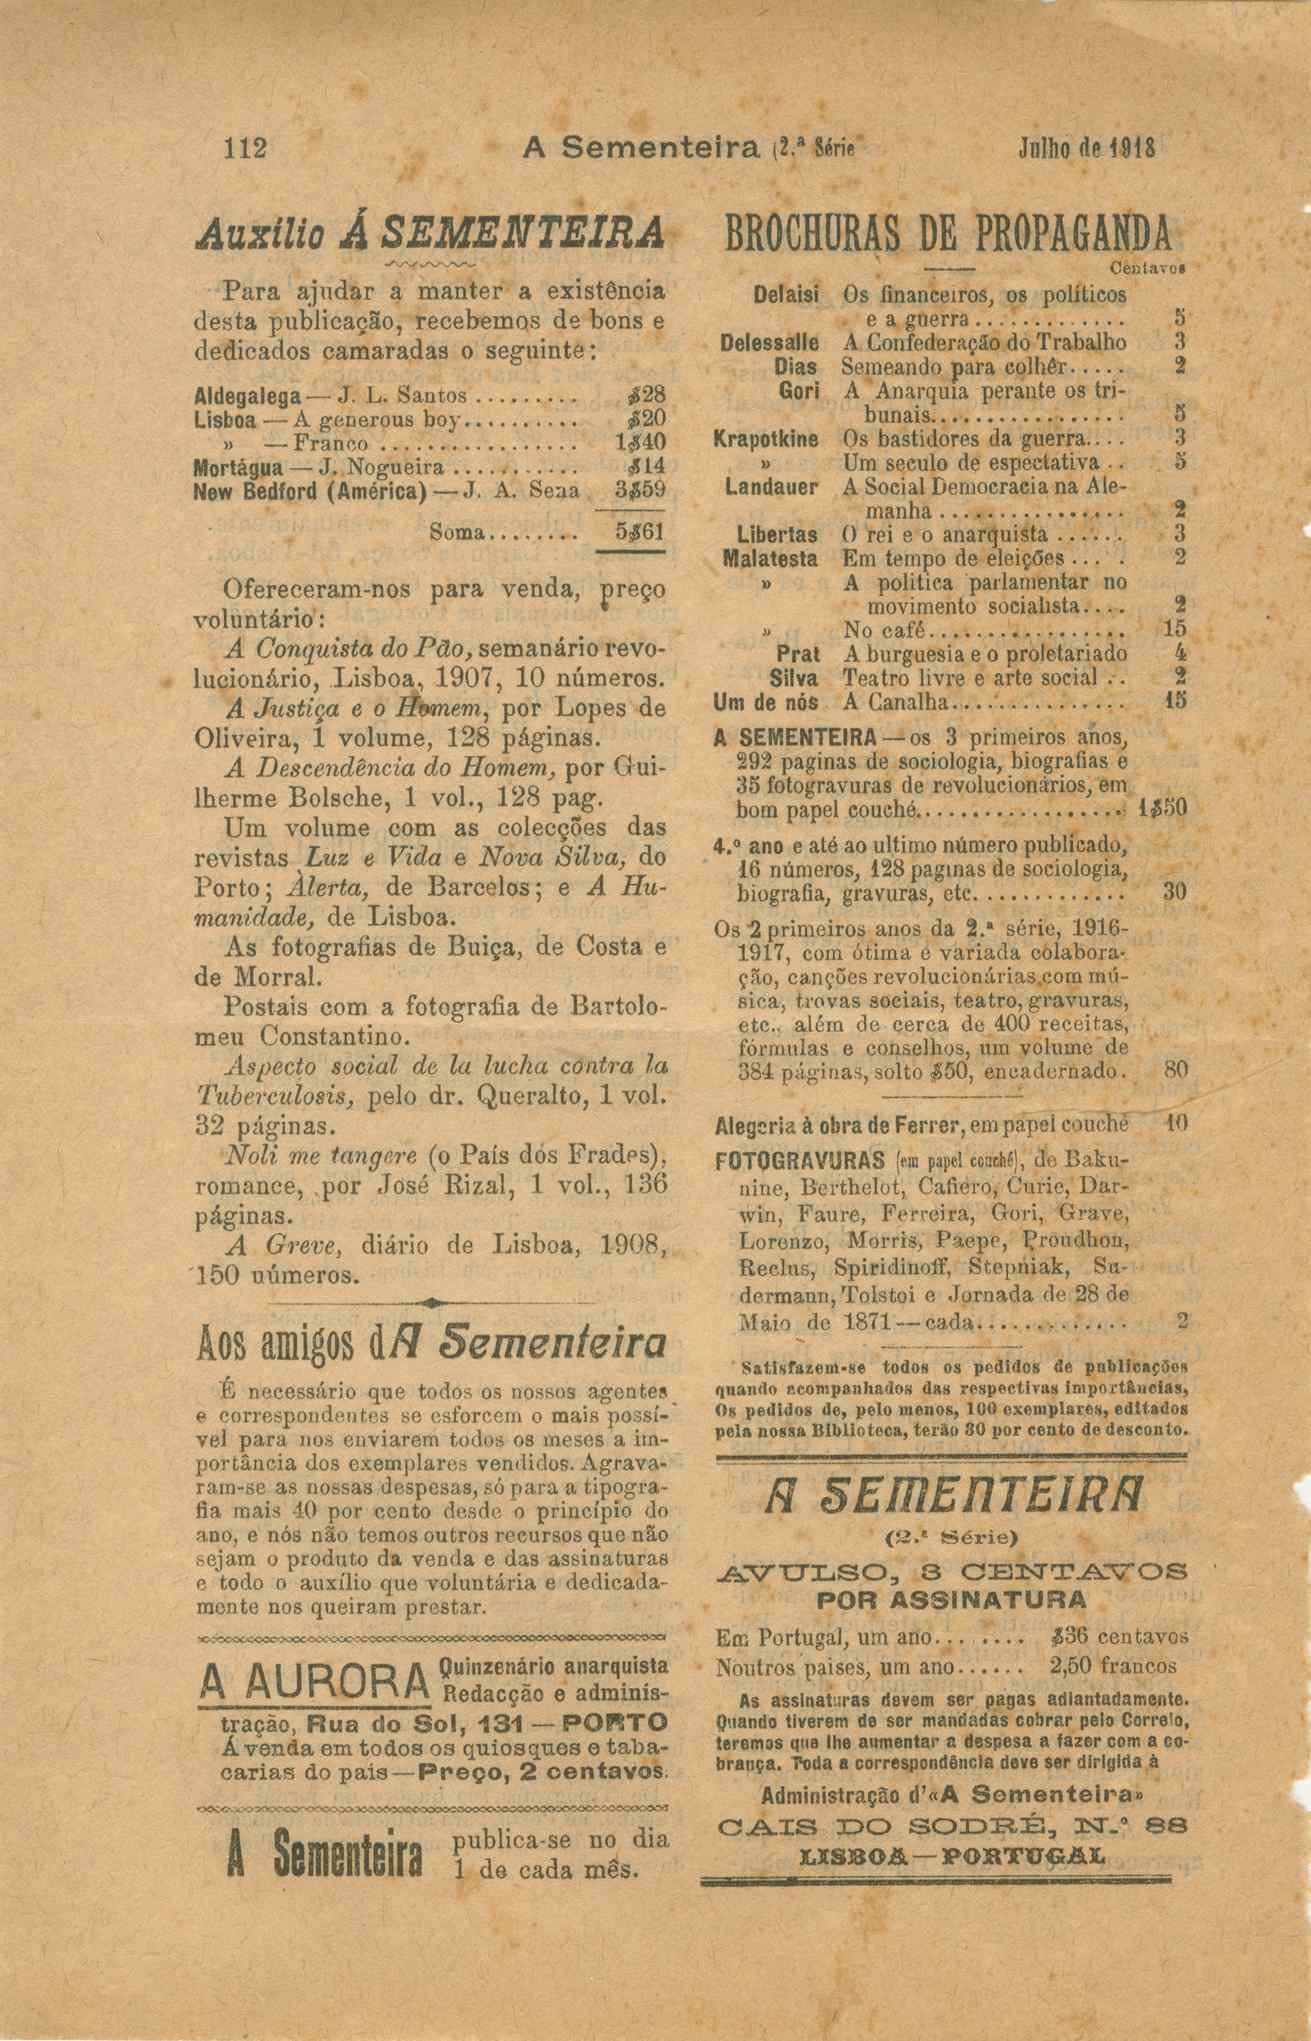 112
A Sementeira (2.ª Série
Julho de 1918
Auxílio Á SEMENTEIRA
Para ajudar a manter a existência
desta publicação, recebemos de bons e
dedicados camaradas o seguinte:
Aldegalega — J. L. Santos ......... $28
Lisboa — A generous boy.......... $20
» — Franco ................ 1$40
Mortágua — J. Nogueira ........... $14
New Bedford (América) — J. A. Sena 3$59
Soma........ 5$61
Ofereceram-nos para venda, preço
voluntário:
A Conquista do Pão, semanário revo-
lucionário, Lisboa, 1907, 10 números.
A Justiça e o Homem, por Lopes de
Oliveira, 1 volume, 128 páginas.
A Descendência do Homem, por Gui-
lherme Bolsche, 1 vol., 128 pag.
Um volume com as colecções das
revistas Luz e Vida e Nova Silva, do
Porto; Àlerta, de Barcelos; e A Hu-
manidade, de Lisboa.
As fotografias de Buiça, de Costa e
de Morral.
Postais com a fotografia de Bartolo-
meu Constantino.
Aspecto social de la lucha contra la
Tuberculosis, pelo dr. Queralto, 1 vol.
32 páginas.
Noli me tangere (o País dos Frades),
romance, por José Rizal, 1 vol., 136
páginas.
A Greve, diário de Lisboa, 1908,
150 números.
Aos amigos dA Sementeira
É necessário que todos os nossos agentes
e correspondentes se esforcem o mais possí-
vel para nos enviarem todos os meses a im-
portância dos exemplares vendidos. Agrava-
ram-se as nossas despesas, só para a tipogra-
fia mais 40 por cento desde o princípio do
ano, e nós não temos outros recursos que não
sejam o produto da venda e das assinaturas
e todo o auxílio que voluntária e dedicada-
mente nos queiram prestar.
A AURORA Quinzenário anarquista
Redacção e adminis-
tração, Rua do Sol, 131 — PORTO
Á venda em todos os quiosques e taba-
carias do país — Preço, 2 centavos.
A Sementeira publica-se no dia
1 de cada mês.
BROCHURAS DE PROPAGANDA
Centavos
Delaisi Os financeiros, os políticos
e a guerra............. 5
Delessalle A Confederação do Trabalho 3
Dias Semeando para colhêr..... 2
Gori A Anarquia perante os tri-
bunais.................. 5
Krapotkine Os bastidores da guerra.... 3
» Um seculo de espectativa .. 5
Landauer A Social Democracia na Ale-
manha ................ 2
Libertas O rei e o anarquista ...... 3
Malatesta Em tempo de eleições .... 2
» A politica parlamentar no
movimento socialista.... 2
» No café.................. 15
Prat A burguesia e o proletariado 4
Silva Teatro livre e arte social .. 2
Um de nós A Canalha............... 15
A SEMENTEIRA — os 3 primeiros anos,
292 paginas de sociologia, biografias e
35 fotogravuras de revolucionários, em
bom papel couché................... 1$50
4.º ano e até ao ultimo número publicado,
16 números, 128 paginas de sociologia,
biografia, gravuras, etc............. 30
Os 2 primeiros anos da 2.ª série, 1916-
1917, com ótima e variada colabora-
ção, canções revolucionárias com mú-
sica, trovas sociais, teatro, gravuras,
etc., além de cerca de 400 receitas,
fórmulas e conselhos, um volume de
384 páginas, solto $50, encadernado. 80
Alegoria à obra de Ferrer, em papel couché 10
FOTOGRAVURAS (em papel couché), de Baku-
nine, Berthelot, Cafiero, Curie, Dar-
win, Faure, Ferreira, Gori, Grave,
Lorenzo, Morris, Paepe, Proudhon,
Reclus, Spiridinoff, Stepniak, Su-
dermann, Tolstoi e Jornada de 28 de
Maio de 1871 — cada............. 2
Satisfazem-se todos os pedidos de publicações
quando acompanhados das respectivas importâncias,
Os pedidos de, pelo menos, 100 exemplares, editados
pela nossa Biblioteca, terão 30 por cento de desconto.
A SEMENTEIRA
(2.ª Série)
AVULSO, 3 CENTAVOS
POR ASSINATURA
Em Portugal, um ano........ $36 centavos
Noutros paises, um ano...... 2,50 francos
As assinaturas devem ser pagas adiantadamente.
Quando tiverem de ser mandadas cobrar pelo Correio,
teremos que lhe aumentar a despesa a fazer com a co-
brança. Toda a correspondência deve ser dirigida à
Administração d'«A Sementeira»
CAIS DO SODRÉ, N.º 88
LISBOA — PORTUGAL